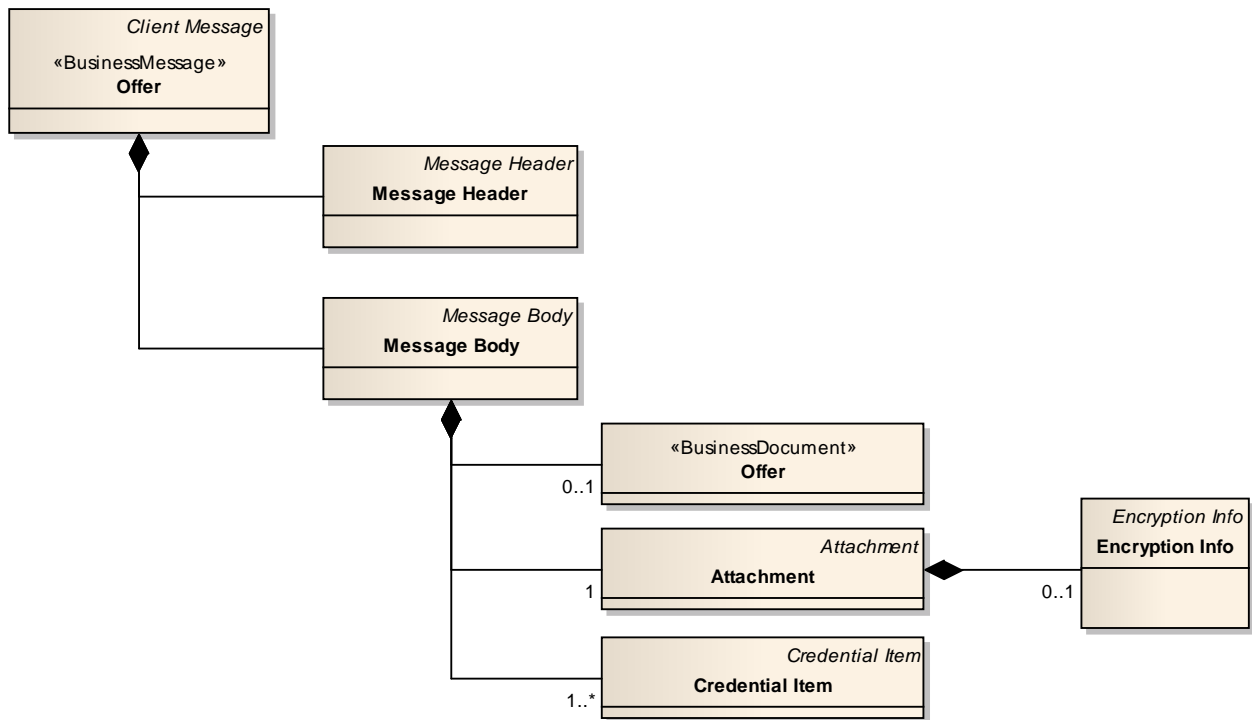 Client Message
«BusinessMessage»
Offer
Message Header
Message Header
Message Body
Message Body
«BusinessDocument»
Offer
0..1
Attachment
Attachment
1
Encryption Info
Encryption Info
0..1
Credential Item
Credential Item
1..*